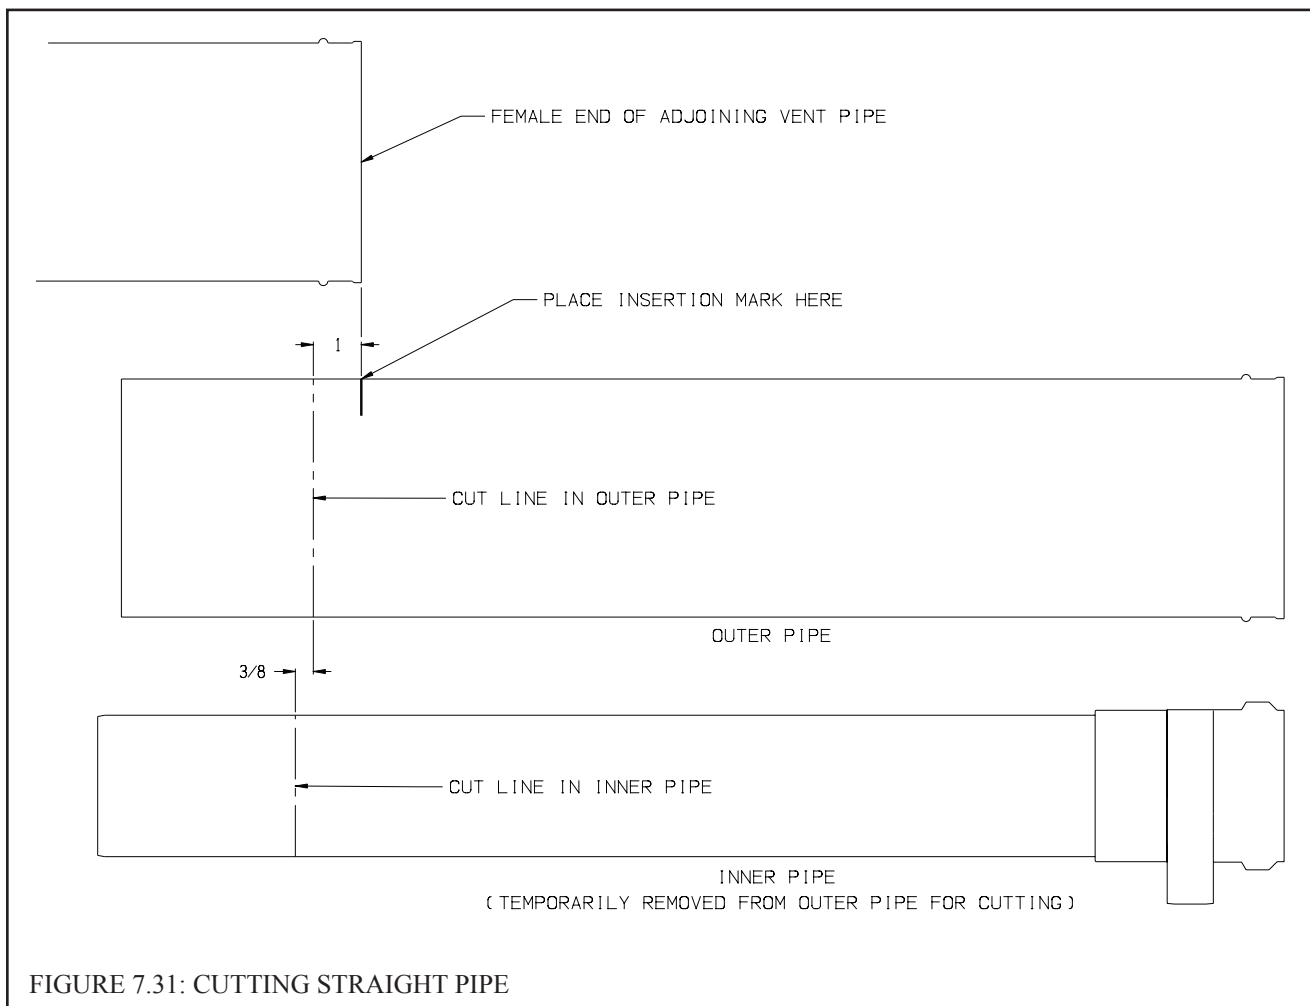 FEMALE END OF ADJOINING VENT PIPE
PLACE INSERTION MARK HERE
1
CUT LINE IN OUTER PIPE
OUTER PIPE
3/8
CUT LINE IN INNER PIPE
INNER PIPE
(TEMPORARILY REMOVED FROM OUTER PIPE FOR CUTTING)
FIGURE 7.31: CUTTING STRAIGHT PIPE